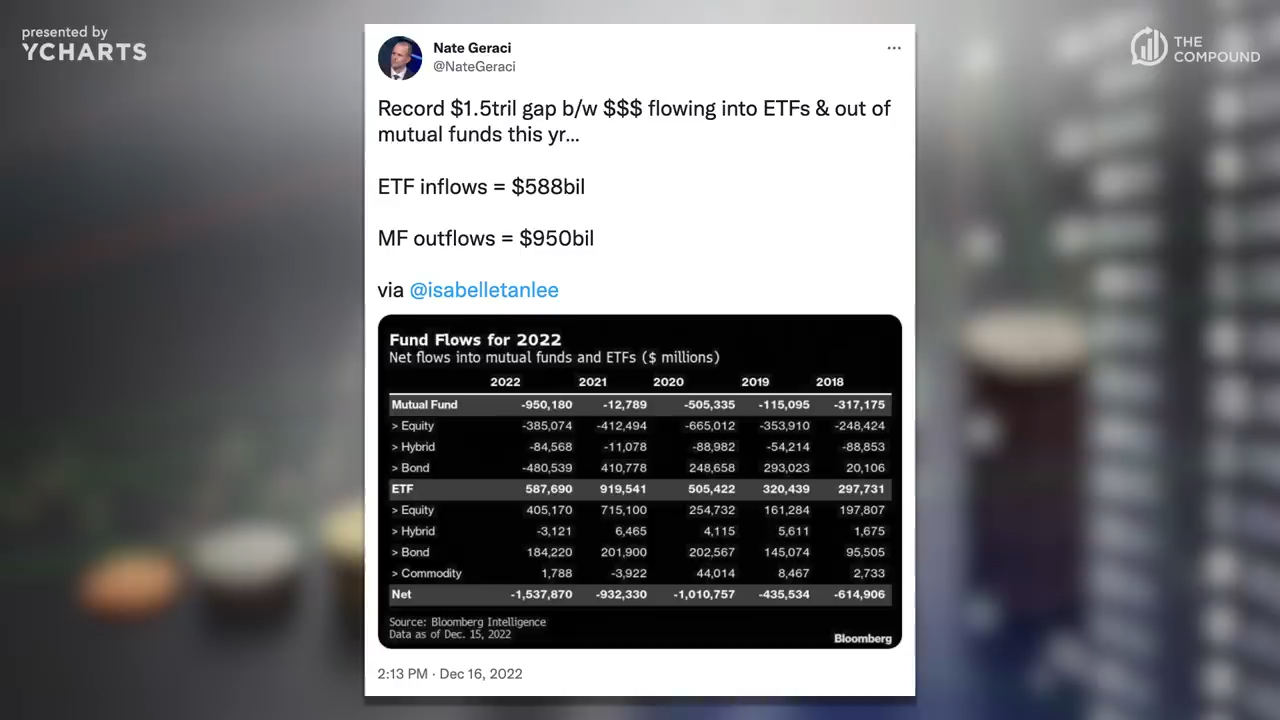 presented by
YCHARTS
THE
COMPOUND
Nate Geraci
@NateGeraci
Record $1.5tril gap b/w $$$ flowing into ETFs & out of
mutual funds this yr...
ETF inflows = $588bil
MF outflows = $950bil
via @isabelletanlee
Fund Flows for 2022
Net flows into mutual funds and ETFs ($ millions)
2022 2021 2020 2019 2018
Mutual Fund -950,180 -12,789 -505,335 -115,095 -317,175
> Equity -385,074 -412,494 -665,012 -353,910 -248,424
> Hybrid -84,568 -11,078 -88,982 -54,214 -88,853
> Bond -480,539 410,778 248,658 293,023 20,106
ETF 587,690 919,541 505,422 320,439 297,731
> Equity 405,170 715,100 254,732 161,284 197,807
> Hybrid -3,121 6,465 4,115 5,611 1,675
> Bond 184,220 201,900 202,567 145,074 95,505
> Commodity 1,788 -3,922 44,014 8,467 2,733
Net -1,537,870 -932,330 -1,010,757 -435,534 -614,906
Source: Bloomberg Intelligence
Data as of Dec. 15, 2022
Bloomberg
2:13 PM · Dec 16, 2022